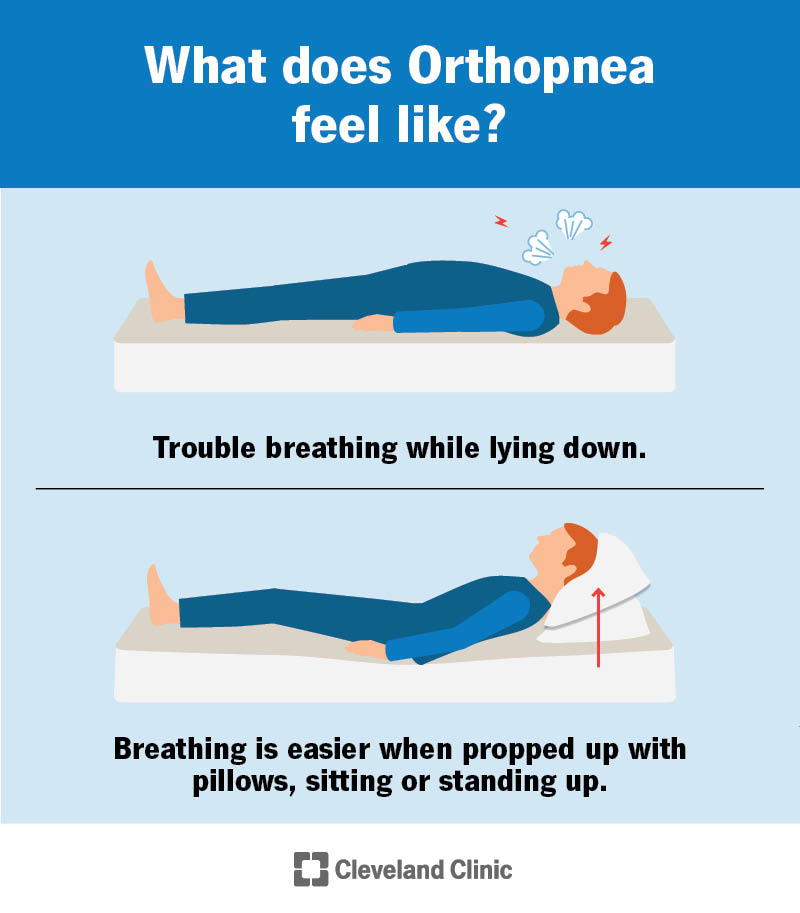 What does Orthopnea
feel like?
Trouble breathing while lying down.
Breathing is easier when propped up with
pillows, sitting or standing up.
Cleveland Clinic